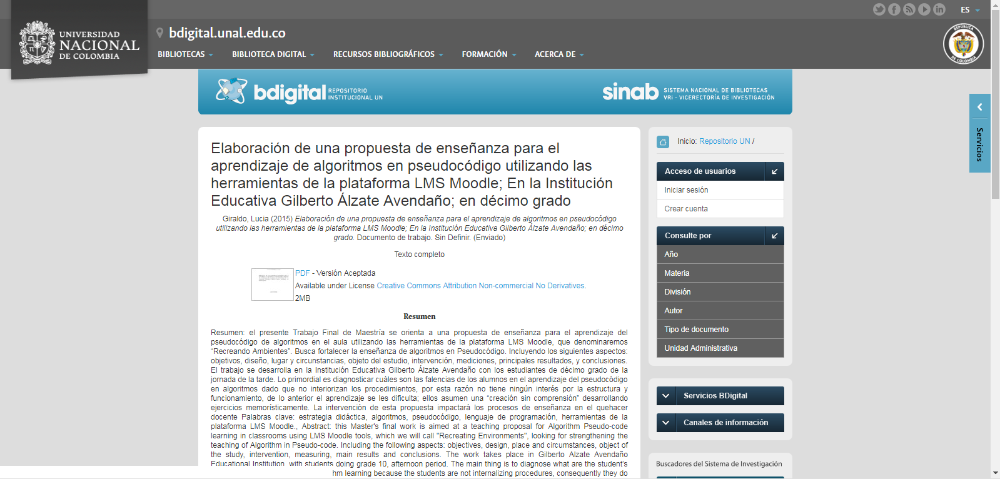 ES
UNIVERSIDAD
NACIONAL
DE COLOMBIA
bdigital.unal.edu.co
BIBLIOTECAS
BIBLIOTECA DIGITAL
RECURSOS BIBLIOGRÁFICOS
FORMACIÓN
ACERCA DE
REPÚBLICA
DE COLOMBIA
bdigital
REPOSITORIO
INSTITUCIONAL UN
sinab
SISTEMA NACIONAL DE BIBLIOTECAS
VRI - VICERECTORÍA DE INVESTIGACIÓN
Servicios
Elaboración de una propuesta de enseñanza para el
aprendizaje de algoritmos en pseudocódigo utilizando las
herramientas de la plataforma LMS Moodle; En la Institución
Educativa Gilberto Álzate Avendaño; en décimo grado
Giraldo, Lucia (2015) Elaboración de una propuesta de enseñanza para el aprendizaje de algoritmos en pseudocódigo
utilizando las herramientas de la plataforma LMS Moodle; En la Institución Educativa Gilberto Álzate Avendaño; en décimo
grado. Documento de trabajo. Sin Definir. (Enviado)
Texto completo
PDF - Versión Aceptada
Available under License Creative Commons Attribution Non-commercial No Derivatives.
2MB
Resumen
Resumen: el presente Trabajo Final de Maestría se orienta a una propuesta de enseñanza para el aprendizaje del
pseudocódigo de algoritmos en el aula utilizando las herramientas de la plataforma LMS Moodle, que denominaremos
“Recreando Ambientes”. Busca fortalecer la enseñanza de algoritmos en Pseudocódigo. Incluyendo los siguientes aspectos:
objetivos, diseño, lugar y circunstancias, objeto del estudio, intervención, mediciones, principales resultados, y conclusiones.
El trabajo se desarrolla en la Institución Educativa Gilberto Álzate Avendaño con los estudiantes de décimo grado de la
jornada de la tarde. Lo primordial es diagnosticar cuáles son las falencias de los alumnos en el aprendizaje del pseudocódigo
en algoritmos dado que no interiorizan los procedimientos, por esta razón no tiene ningún interés por la estructura y
funcionamiento, de lo anterior el aprendizaje se les dificulta; ellos asumen una “creación sin comprensión” desarrollando
ejercicios memorísticamente. La intervención de esta propuesta impactará los procesos de enseñanza en el quehacer
docente Palabras clave: estrategia didáctica, algoritmos, pseudocódigo, lenguaje de programación, herramientas de la
plataforma LMS Moodle., Abstract: this Master's final work is aimed at a teaching proposal for Algorithm Pseudo-code
learning in classrooms using LMS Moodle tools, which we will call "Recreating Environments", looking for strengthening the
teaching of Algorithm in Pseudo-code. Including the following aspects: objectives, design, place and circumstances, object of
the study, intervention, measuring, main results and conclusions. The work takes place in Gilberto Alzate Avendaño
Educational Institution, with students doing grade 10, afternoon period. The main thing is to diagnose what are the student's
hm learning because the students are not internalizing procedures, consequently they do
Inicio: Repositorio UN /
Acceso de usuarios
Iniciar sesión
Crear cuenta
Consulte por
Año
Materia
División
Autor
Tipo de documento
Unidad Administrativa
Servicios BDigital
Canales de información
Buscadores del Sistema de Investigación